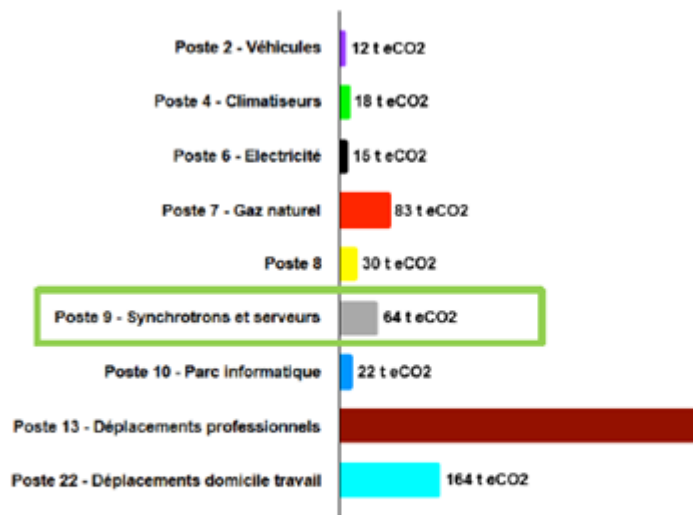 Poste 2 - Véhicules 12 t eCO2
Poste 4 - Climatiseurs 18 t eCO2
Poste 6 - Electricité 15 t eCO2
Poste 7 - Gaz naturel 83 t eCO2
Poste 8 30 t eCO2
Poste 9 - Synchrotrons et serveurs 64 t eCO2
Poste 10 - Parc informatique 22 t eCO2
Poste 13 - Déplacements professionnels
Poste 22 - Déplacements domicile travail 164 t eCO2